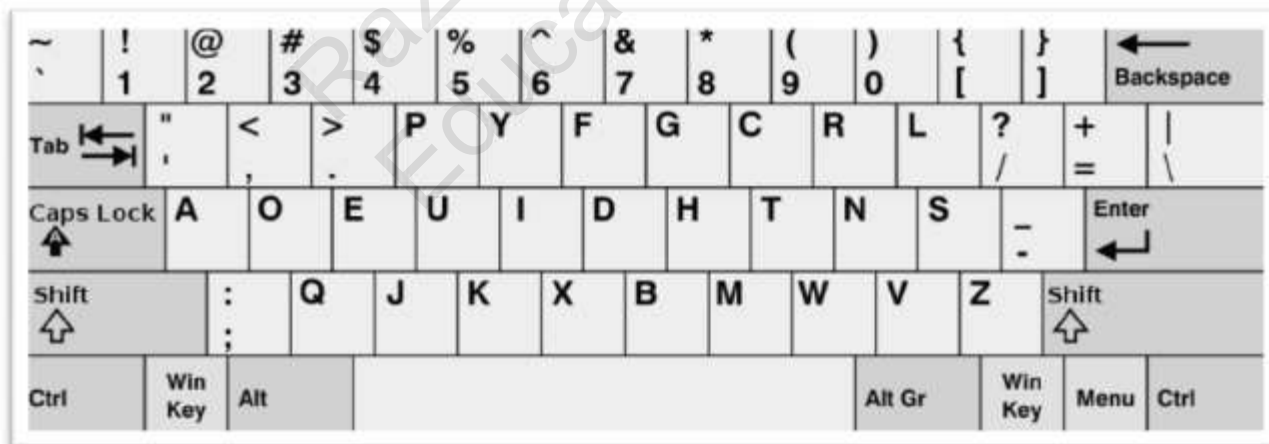 ~ ! @ # $ % ^ & * ( ) { }
` 1 2 3 4 5 6 7 8 9 0 [ ] Backspace
Tab " < > P Y F G C R L ? + |
' , . / = \
Caps Lock A O E U I D H T N S _ Enter
-
Shift : Q J K X B M W V Z Shift
;
Ctrl Win Key Alt Alt Gr Win Key Menu Ctrl